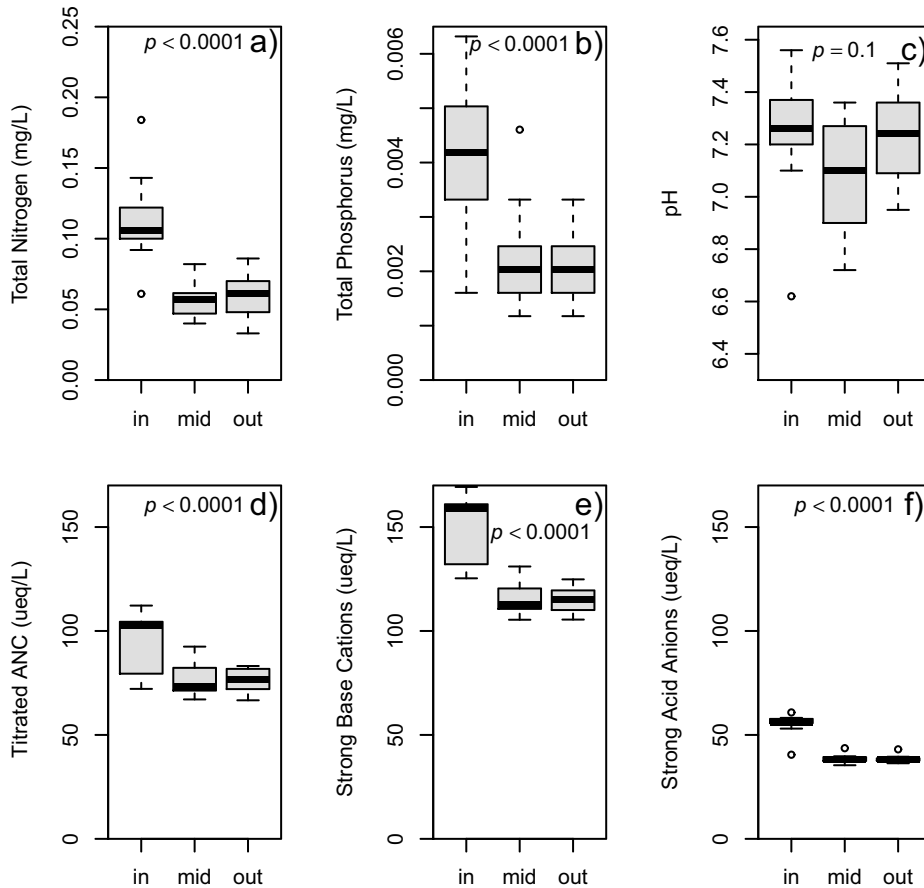 p < 0.0001 a)
Total Nitrogen (mg/L)
0.25
0.20
0.15
0.10
0.05
0.00
in mid out
p < 0.0001 b)
Total Phosphorus (mg/L)
0.006
0.004
0.002
0.000
in mid out
p = 0.1 c)
pH
7.6
7.4
7.2
7.0
6.8
6.6
6.4
in mid out
p < 0.0001 d)
Titrated ANC (ueq/L)
150
100
50
0
in mid out
e)
p < 0.0001
Strong Base Cations (ueq/L)
150
100
50
0
in mid out
p < 0.0001 f)
Strong Acid Anions (ueq/L)
150
100
50
0
in mid out